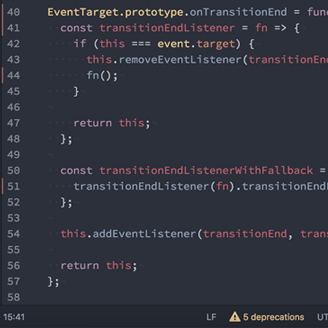 40 EventTarget.prototype.onTransitionEnd = func
41 const transitionEndListener = fn => {
42 if (this === event.target) {
43 this.removeEventListener(transitionEnd
44 fn();
45 }
46
47 return this;
48 };
49
50 const transitionEndListenerWithFallback =
51 transitionEndListener(fn).transitionEnd
52 };
53
54 this.addEventListener(transitionEnd, trans
55
56 return this;
57 };
58
15:41 LF 5 deprecations UT